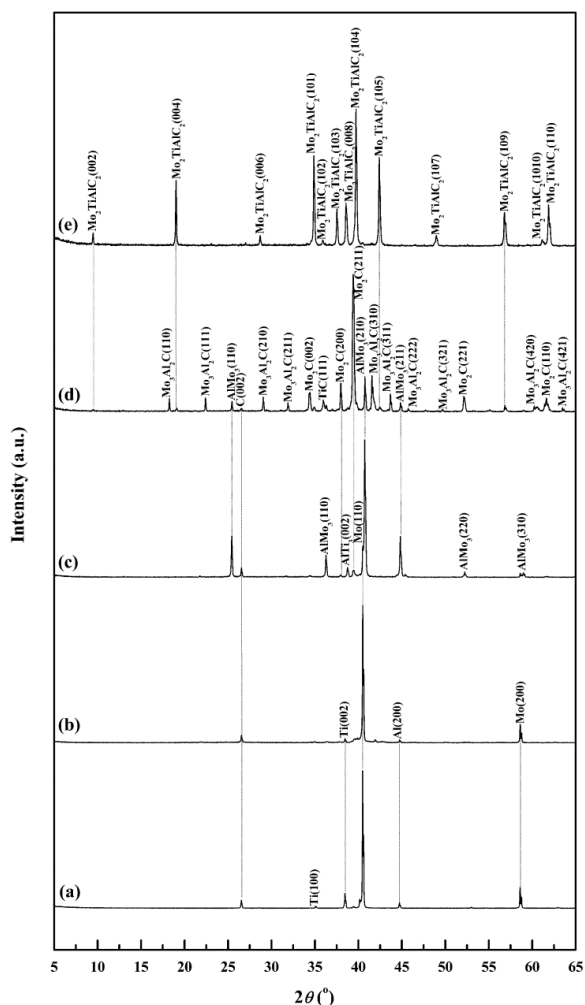 Mo₂TiAlC₂(002)
Mo₂TiAlC₂(004)
Mo₂TiAlC₂(006)
Mo₂TiAlC₂(101)
Mo₂TiAlC₂(102)
Mo₂TiAlC₂(103)
Mo₂TiAlC₂(008)
Mo₂TiAlC₂(104)
Mo₂TiAlC₂(105)
Mo₂TiAlC₂(107)
Mo₂TiAlC₂(109)
Mo₂TiAlC₂(1010)
Mo₂TiAlC₂(110)
(e)
Mo₃Al₂C(110)
Mo₃Al₂C(111)
AlMo₃(110)
C(002)
Mo₃Al₂C(210)
Mo₃Al₂C(211)
Mo₂C(002)
TiC(111)
Mo₂C(200)
Mo₂C(211)
AlMo₃(210)
Mo₃Al₂C(310)
Mo₃Al₂C(311)
AlMo₃(211)
Mo₃Al₂C(222)
Mo₃Al₂C(321)
Mo₂C(221)
Mo₃Al₂C(420)
Mo₂C(110)
Mo₃Al₂C(421)
(d)
AlMo₃(110)
AlTi₃(002)
Mo(110)
AlMo₃(220)
AlMo₃(310)
(c)
Ti(002)
Al(200)
Mo(200)
(b)
Ti(100)
(a)
Intensity (a.u.)
5 10 15 20 25 30 35 40 45 50 55 60 65
2θ (°)